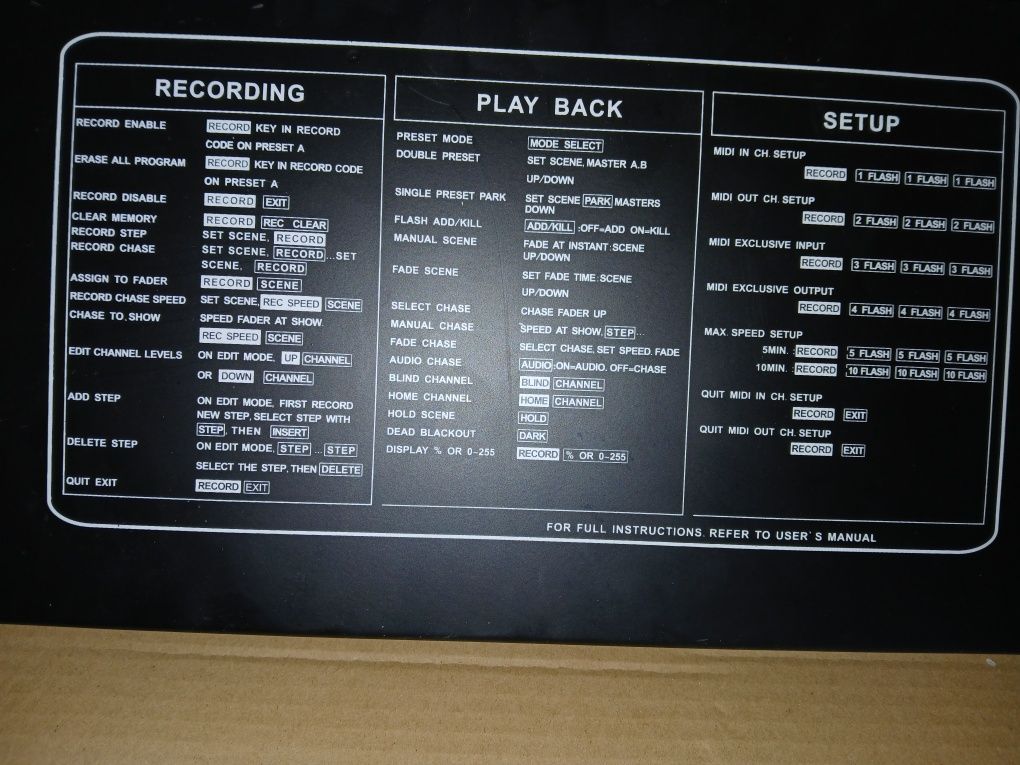 RECORDING
RECORD ENABLE RECORD KEY IN RECORD
CODE ON PRESET A
ERASE ALL PROGRAM RECORD KEY IN RECORD CODE
ON PRESET A
RECORD DISABLE RECORD EXIT
CLEAR MEMORY RECORD REC CLEAR
RECORD STEP SET SCENE, RECORD
RECORD CHASE SET SCENE, RECORD...SET
SCENE, RECORD
ASSIGN TO FADER RECORD SCENE
RECORD CHASE SPEED SET SCENE, REC SPEED SCENE
CHASE TO. SHOW SPEED FADER AT SHOW.
REC SPEED SCENE
EDIT CHANNEL LEVELS ON EDIT MODE, UP CHANNEL
OR DOWN CHANNEL
ADD STEP ON EDIT MODE, FIRST RECORD
NEW STEP, SELECT STEP WITH
STEP, THEN INSERT
DELETE STEP ON EDIT MODE, STEP ... STEP
SELECT THE STEP, THEN DELETE
QUIT EXIT RECORD EXIT
PLAY BACK
PRESET MODE MODE SELECT
DOUBLE PRESET SET SCENE, MASTER A.B
UP/DOWN
SINGLE PRESET PARK SET SCENE PARK MASTERS
DOWN
FLASH ADD/KILL ADD/KILL :OFF=ADD ON=KILL
MANUAL SCENE FADE AT INSTANT:SCENE
UP/DOWN
FADE SCENE SET FADE TIME:SCENE
UP/DOWN
SELECT CHASE CHASE FADER UP
MANUAL CHASE SPEED AT SHOW, STEP...
FADE CHASE SELECT CHASE. SET SPEED. FADE
AUDIO CHASE AUDIO:ON=AUDIO. OFF=CHASE
BLIND CHANNEL BLIND CHANNEL
HOME CHANNEL HOME CHANNEL
HOLD SCENE HOLD
DEAD BLACKOUT DARK
DISPLAY % OR 0-255 RECORD % OR 0-255
SETUP
MIDI IN CH. SETUP
RECORD 1 FLASH 1 FLASH 1 FLASH
MIDI OUT CH. SETUP
RECORD 2 FLASH 2 FLASH 2 FLASH
MIDI EXCLUSIVE INPUT
RECORD 3 FLASH 3 FLASH 3 FLASH
MIDI EXCLUSIVE OUTPUT
RECORD 4 FLASH 4 FLASH 4 FLASH
MAX SPEED SETUP
5MIN. :RECORD 5 FLASH 5 FLASH 5 FLASH
10MIN. :RECORD 10 FLASH 10 FLASH 10 FLASH
QUIT MIDI IN CH. SETUP
RECORD EXIT
QUIT MIDI OUT CH. SETUP
RECORD EXIT
FOR FULL INSTRUCTIONS. REFER TO USER'S MANUAL